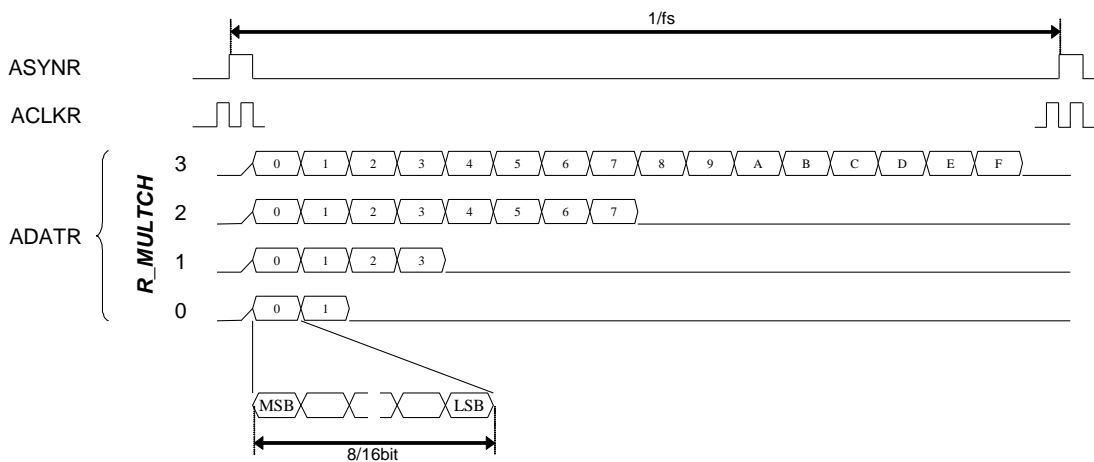 1/fs
ASYNR
ACLKR
ADATR
R_MULTCH
3 0 1 2 3 4 5 6 7 8 9 A B C D E F
2 0 1 2 3 4 5 6 7
1 0 1 2 3
0 0 1
MSB LSB
8/16bit